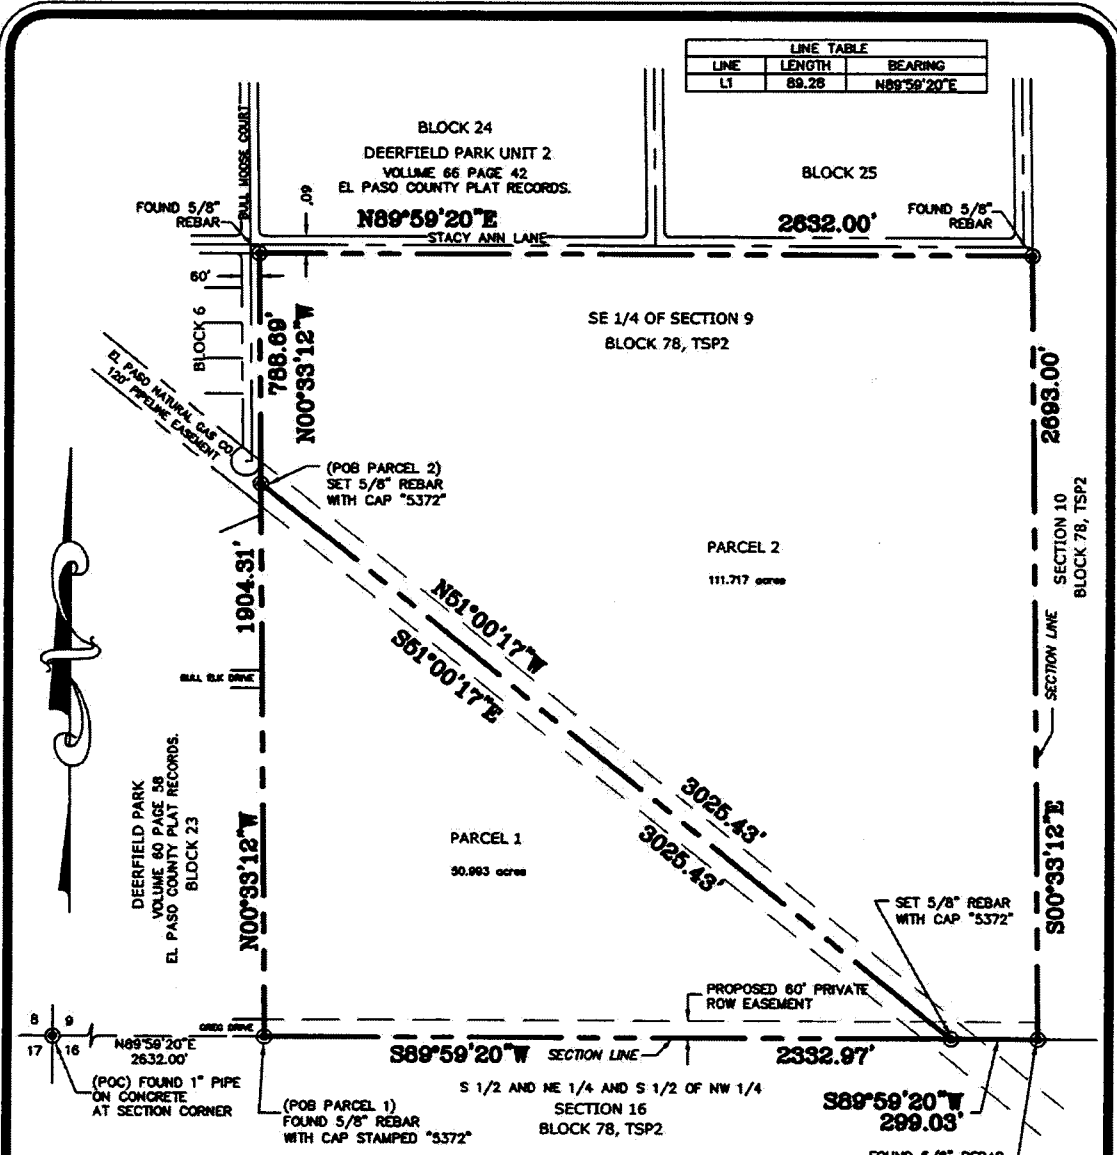 LINE TABLE
LINE LENGTH BEARING
L1 89.26 N89°59'20"E
BULL MOOSE COURT
BLOCK 24
DEERFIELD PARK UNIT 2
VOLUME 66 PAGE 42
EL PASO COUNTY PLAT RECORDS.
BLOCK 25
FOUND 5/8"
REBAR
60'
N89°59'20"E
2632.00'
STACY ANN LANE
FOUND 5/8"
REBAR
60'
BLOCK 6
788.69'
N00°33'12"W
SE 1/4 OF SECTION 9
BLOCK 78, TSP2
2693.00'
EL PASO NATURAL GAS CO.
120' PIPELINE EASEMENT
(POB PARCEL 2)
SET 5/8" REBAR
WITH CAP "5372"
SECTION 10
BLOCK 78, TSP2
1904.31'
PARCEL 2
111.717 acres
N51°00'17"W
S51°00'17"E
SECTION LINE
BULL ELK DRIVE
DEERFIELD PARK
VOLUME 60 PAGE 58
EL PASO COUNTY PLAT RECORDS.
BLOCK 23
N00°33'12"W
PARCEL 1
50.993 acres
3025.43'
3025.43'
S00°33'12"E
SET 5/8" REBAR
WITH CAP "5372"
PROPOSED 60' PRIVATE
ROW EASEMENT
8 9
17 16
GREG DRIVE
N89°59'20"E
2632.00'
S89°59'20"W
SECTION LINE
2332.97'
(POC) FOUND 1" PIPE
ON CONCRETE
AT SECTION CORNER
(POB PARCEL 1)
FOUND 5/8" REBAR
WITH CAP STAMPED "5372"
S 1/2 AND NE 1/4 AND S 1/2 OF NW 1/4
SECTION 16
BLOCK 78, TSP2
S89°59'20"W
299.03'
FOUND 5/8" REBAR